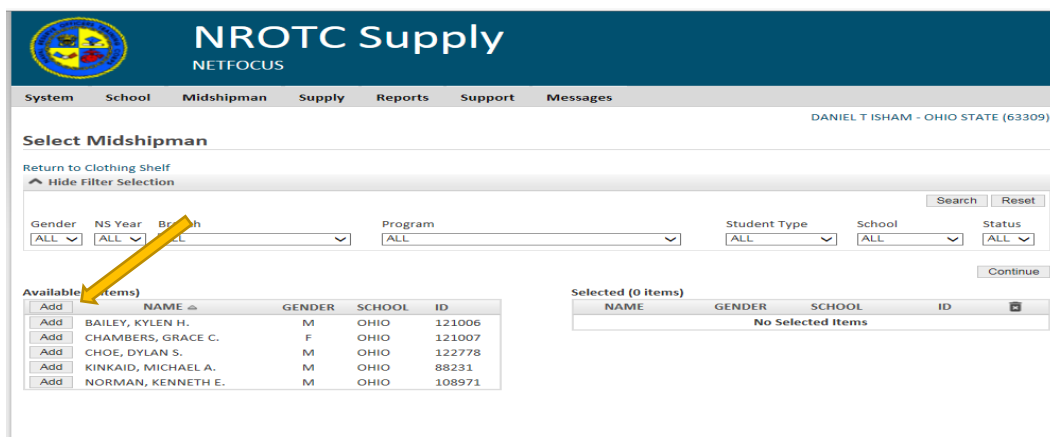 NROTC Supply
NETFOCUS
System School Midshipman Supply Reports Support Messages
DANIEL T ISHAM - OHIO STATE (63309)
Select Midshipman
Return to Clothing Shelf
Hide Filter Selection
Search Reset
Gender NS Year Program Student Type School Status
ALL ALL ALL ALL ALL ALL
Continue
Available items) Selected (0 items)
Add NAME GENDER SCHOOL ID NAME GENDER SCHOOL ID
Add BAILEY, KYLEN H. M OHIO 121006 No Selected Items
Add CHAMBERS, GRACE C. F OHIO 121007
Add CHOE, DYLAN S. M OHIO 122778
Add KINKAID, MICHAEL A. M OHIO 88231
Add NORMAN, KENNETH E. M OHIO 108971